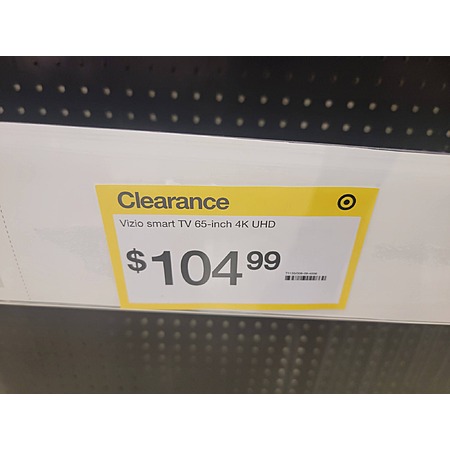 Clearance
Vizio smart TV 65-inch 4K UHD
$104.99